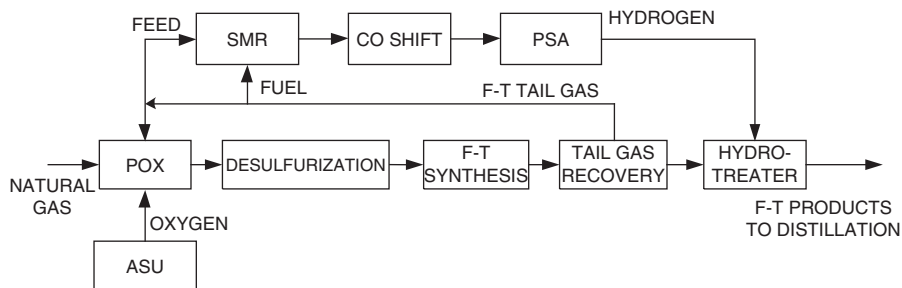 HYDROGEN
FEED
SMR
CO SHIFT
PSA
FUEL
F-T TAIL GAS
POX
DESULFURIZATION
F-T
SYNTHESIS
TAIL GAS
RECOVERY
HYDRO-
TREATER
NATURAL
GAS
OXYGEN
F-T PRODUCTS
TO DISTILLATION
ASU